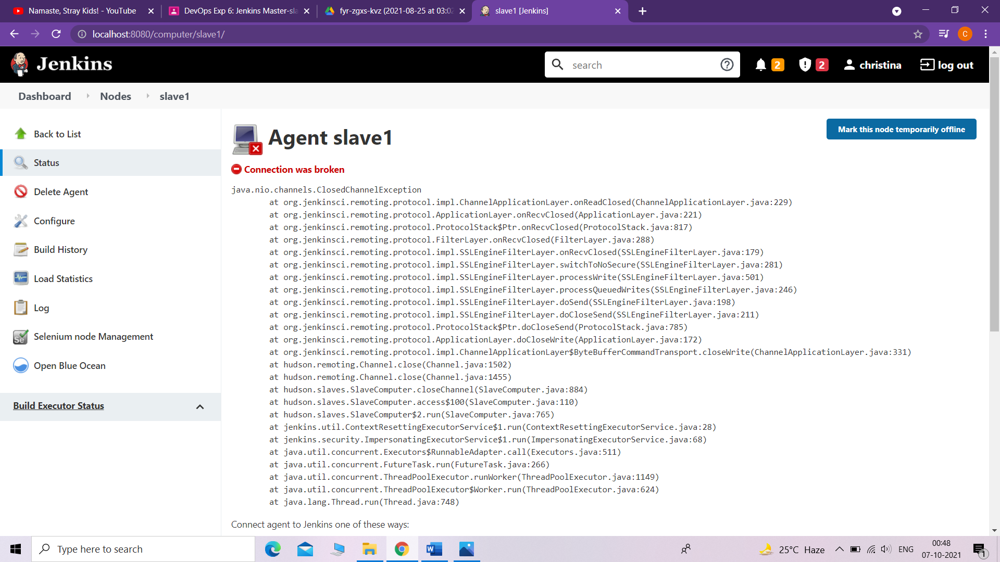 Namaste, Stray Kids! - YouTube
DevOps Exp 6: Jenkins Master-sla
fyr-zgxs-kvz (2021-08-25 at 03:02
slave1 [Jenkins]
localhost:8080/computer/slave1/
C
Jenkins
search
2
2
christina
log out
Dashboard
Nodes
slave1
Back to List
Status
Delete Agent
Configure
Build History
Load Statistics
Log
Se
Selenium node Management
Open Blue Ocean
Build Executor Status
Agent slave1
Mark this node temporarily offline
Connection was broken
java.nio.channels.ClosedChannelException
at org.jenkinsci.remoting.protocol.impl.ChannelApplicationLayer.onReadClosed(ChannelApplicationLayer.java:229)
at org.jenkinsci.remoting.protocol.ApplicationLayer.onRecvClosed(ApplicationLayer.java:221)
at org.jenkinsci.remoting.protocol.ProtocolStack$Ptr.onRecvClosed(ProtocolStack.java:817)
at org.jenkinsci.remoting.protocol.FilterLayer.onRecvClosed(FilterLayer.java:288)
at org.jenkinsci.remoting.protocol.impl.SSLEngineFilterLayer.onRecvClosed(SSLEngineFilterLayer.java:179)
at org.jenkinsci.remoting.protocol.impl.SSLEngineFilterLayer.switchToNoSecure(SSLEngineFilterLayer.java:281)
at org.jenkinsci.remoting.protocol.impl.SSLEngineFilterLayer.processWrite(SSLEngineFilterLayer.java:501)
at org.jenkinsci.remoting.protocol.impl.SSLEngineFilterLayer.processQueuedWrites(SSLEngineFilterLayer.java:246)
at org.jenkinsci.remoting.protocol.impl.SSLEngineFilterLayer.doSend(SSLEngineFilterLayer.java:198)
at org.jenkinsci.remoting.protocol.impl.SSLEngineFilterLayer.doCloseSend(SSLEngineFilterLayer.java:211)
at org.jenkinsci.remoting.protocol.ProtocolStack$Ptr.doCloseSend(ProtocolStack.java:785)
at org.jenkinsci.remoting.protocol.ApplicationLayer.doCloseWrite(ApplicationLayer.java:172)
at org.jenkinsci.remoting.protocol.impl.ChannelApplicationLayer$ByteBufferCommandTransport.closeWrite(ChannelApplicationLayer.java:331)
at hudson.remoting.Channel.close(Channel.java:1502)
at hudson.remoting.Channel.close(Channel.java:1455)
at hudson.slaves.SlaveComputer.closeChannel(SlaveComputer.java:884)
at hudson.slaves.SlaveComputer.access$100(SlaveComputer.java:110)
at hudson.slaves.SlaveComputer$2.run(SlaveComputer.java:765)
at jenkins.util.ContextResettingExecutorService$1.run(ContextResettingExecutorService.java:28)
at jenkins.security.ImpersonatingExecutorService$1.run(ImpersonatingExecutorService.java:68)
at java.util.concurrent.Executors$RunnableAdapter.call(Executors.java:511)
at java.util.concurrent.FutureTask.run(FutureTask.java:266)
at java.util.concurrent.ThreadPoolExecutor.runWorker(ThreadPoolExecutor.java:1149)
at java.util.concurrent.ThreadPoolExecutor$Worker.run(ThreadPoolExecutor.java:624)
at java.lang.Thread.run(Thread.java:748)
Connect agent to Jenkins one of these ways:
Type here to search
W
25°C Haze
ENG
00:48
07-10-2021
1